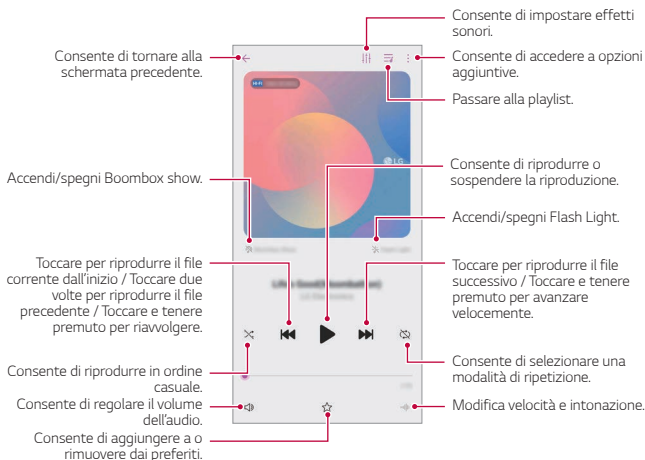 Consente di impostare effetti
sonori.
Consente di tornare alla
schermata precedente.
Consente di accedere a opzioni
aggiuntive.
Passare alla playlist.
Hi-Fi
LG
Accendi/spegni Boombox show.
Consente di riprodurre o
sospendere la riproduzione.
Accendi/spegni Flash Light.
Toccare per riprodurre il file
corrente dall'inizio / Toccare due
volte per riprodurre il file
precedente / Toccare e tenere
premuto per riavvolgere.
Toccare per riprodurre il file
successivo / Toccare e tenere
premuto per avanzare
velocemente.
Consente di riprodurre in ordine
casuale.
Consente di selezionare una
modalità di ripetizione.
Consente di regolare il volume
dell'audio.
Modifica velocità e intonazione.
Consente di aggiungere a o
rimuovere dai preferiti.